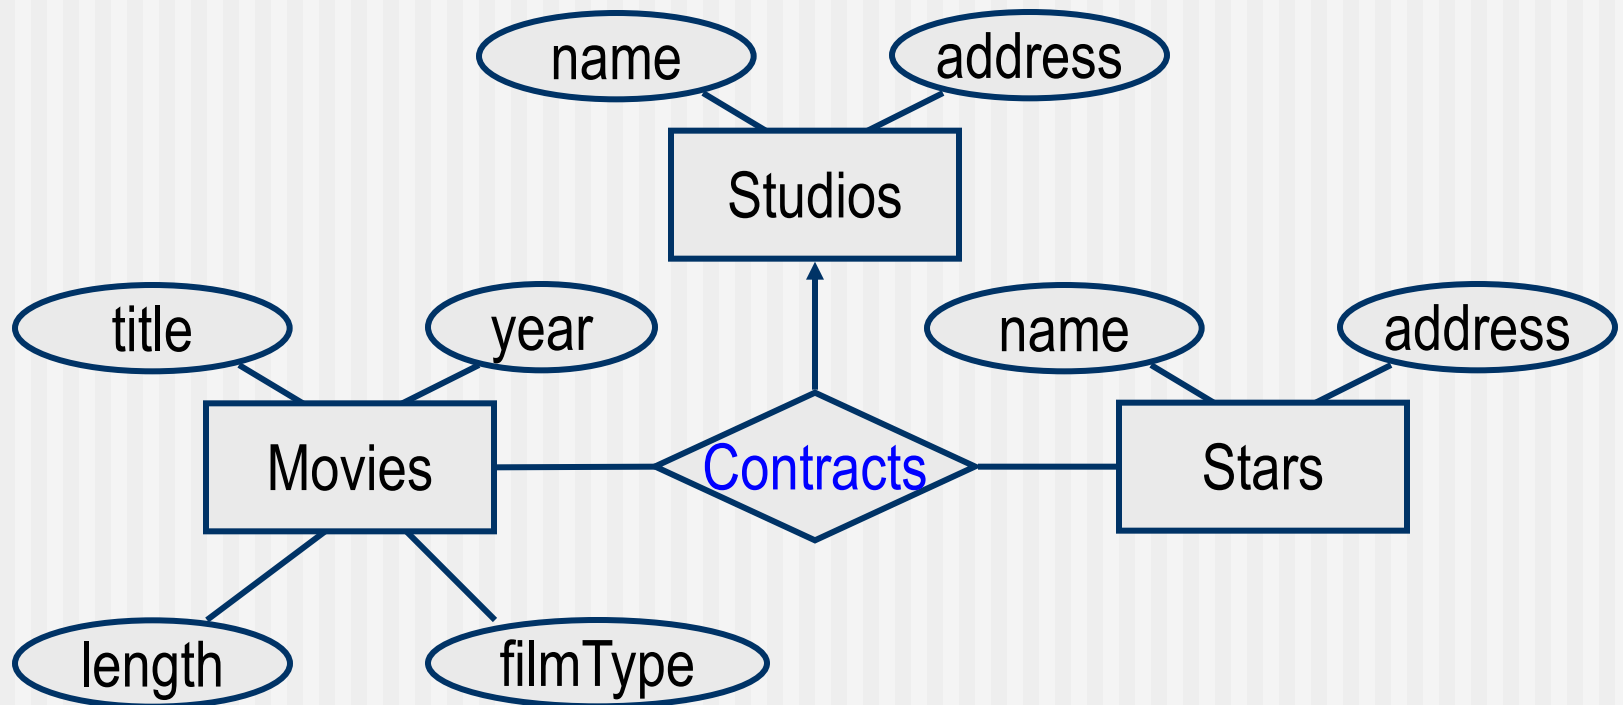 name
address
Studios
title
year
name
address
Movies
Contracts
Stars
length
filmType